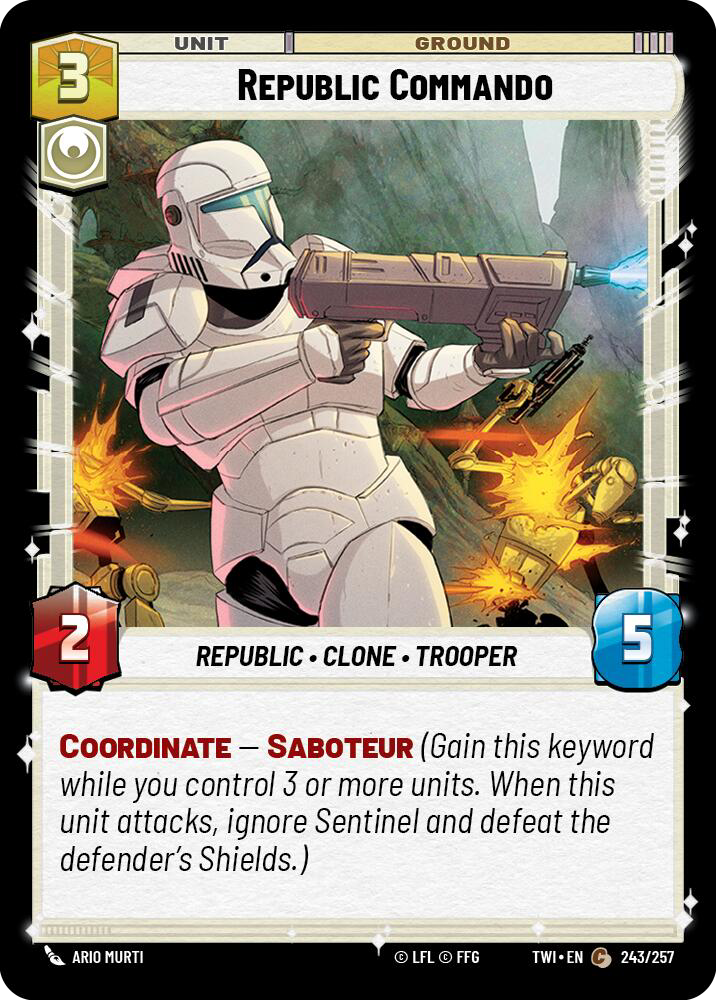 UNIT
GROUND
3
REPUBLIC COMMANDO
2
REPUBLIC • CLONE • TROOPER
5
COORDINATE – SABOTEUR (Gain this keyword
while you control 3 or more units. When this
unit attacks, ignore Sentinel and defeat the
defender's Shields.)
ARIO MURTI
© LFL © FFG
TWI • EN C 243/257